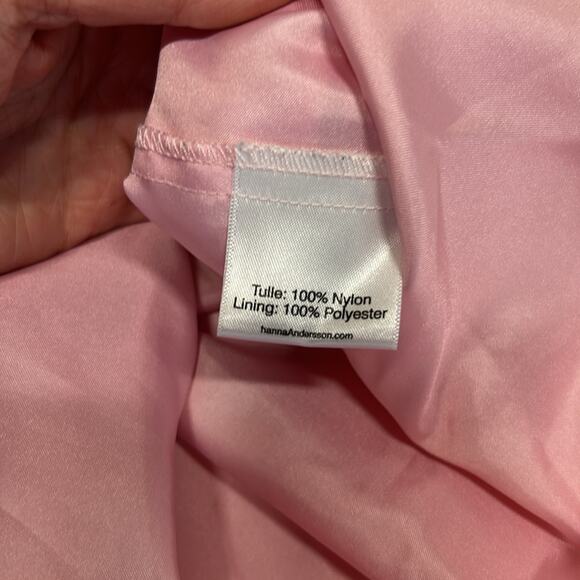 Tulle: 100% Nylon
Lining: 100% Polyester
hannaAndersson.com